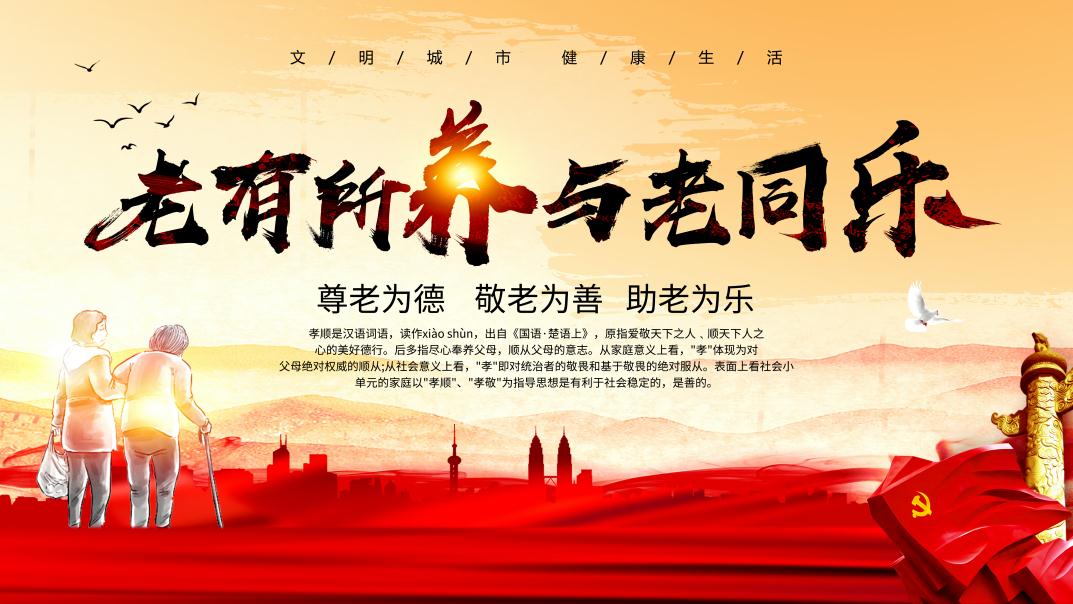 文/明/城/市 健/康/生/活
老有所养与老同乐
尊老为德 敬老为善 助老为乐
孝顺是汉语词语，读作xiào shùn，出自《国语·楚语上》，原指爱敬天下之人﹑顺天下人之
心的美好德行。后多指尽心奉养父母，顺从父母的意志。从家庭意义上看，"孝"体现为对
父母绝对权威的顺从;从社会意义上看，"孝"即对统治者的敬畏和基于敬畏的绝对服从。表面上看社会小
单元的家庭以"孝顺"、"孝敬"为指导思想是有利于社会稳定的，是善的。